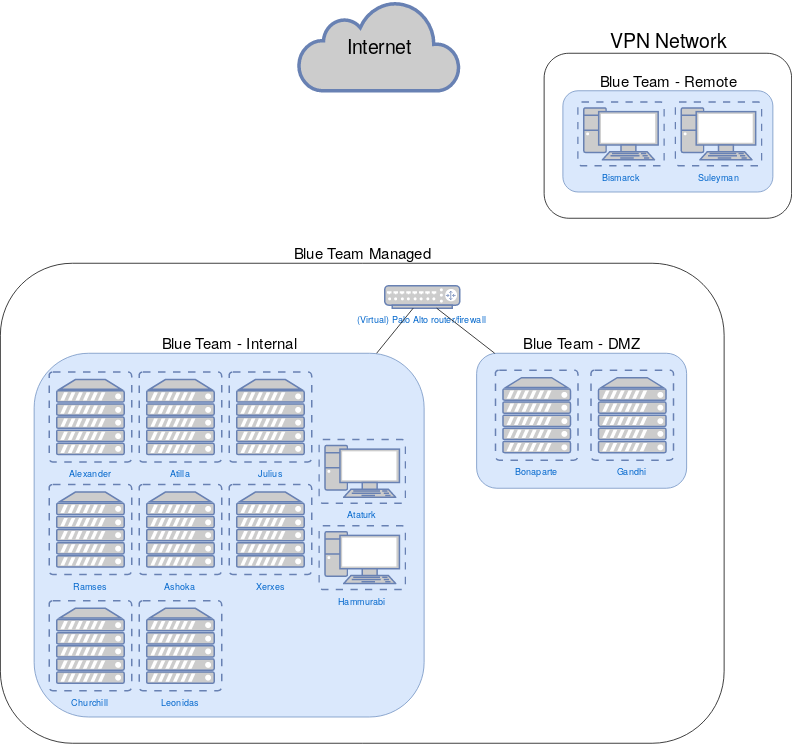 Internet
VPN Network
Blue Team - Remote
Bismarck
Suleyman
Blue Team Managed
(Virtual) Palo Alto router/firewall
Blue Team - Internal
Blue Team - DMZ
Alexander
Atilla
Julius
Bonaparte
Gandhi
Ataturk
Ramses
Ashoka
Xerxes
Hammurabi
Churchill
Leonidas